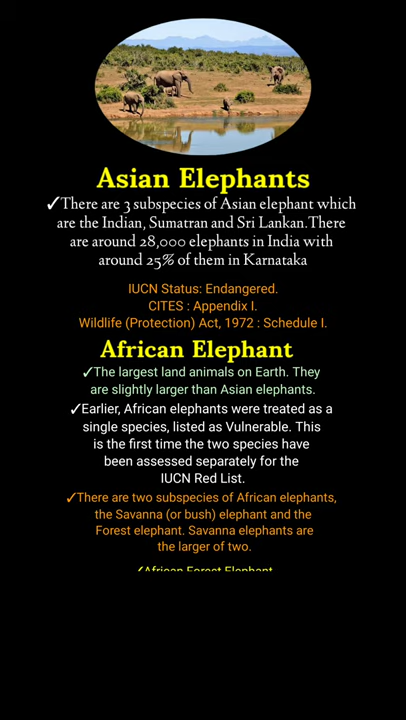 Asian Elephants
✓There are 3 subspecies of Asian elephant which
are the Indian, Sumatran and Sri Lankan.There
are around 28,000 elephants in India with
around 25% of them in Karnataka
IUCN Status: Endangered.
CITES : Appendix I.
Wildlife (Protection) Act, 1972 : Schedule I.
African Elephant
✓The largest land animals on Earth. They
are slightly larger than Asian elephants.
✓Earlier, African elephants were treated as a
single species, listed as Vulnerable. This
is the first time the two species have
been assessed separately for the
IUCN Red List.
✓There are two subspecies of African elephants,
the Savanna (or bush) elephant and the
Forest elephant. Savanna elephants are
the larger of two.
✓African Forest Elephant